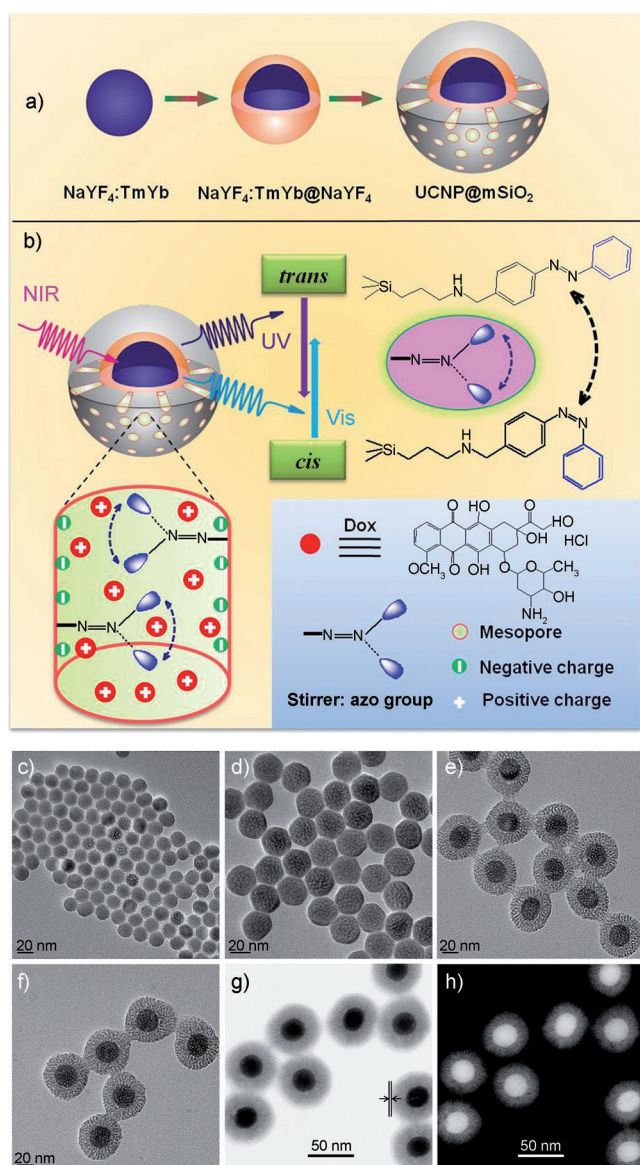 a)
NaYF4:TmYb
NaYF4:TmYb@NaYF4
UCNP@mSiO2
b)
trans
NIR
UV
Vis
cis
N=N
H
N
Si
N=N
N=N
H
N
Si
N=N
N=N
Dox
O OH O
OH
OH
HCl
OCH3 O OH O
O CH3
OH
NH2
N=N
Stirrer: azo group
Mesopore
Negative charge
Positive charge
c)
20 nm
d)
20 nm
e)
20 nm
f)
20 nm
g)
50 nm
h)
50 nm